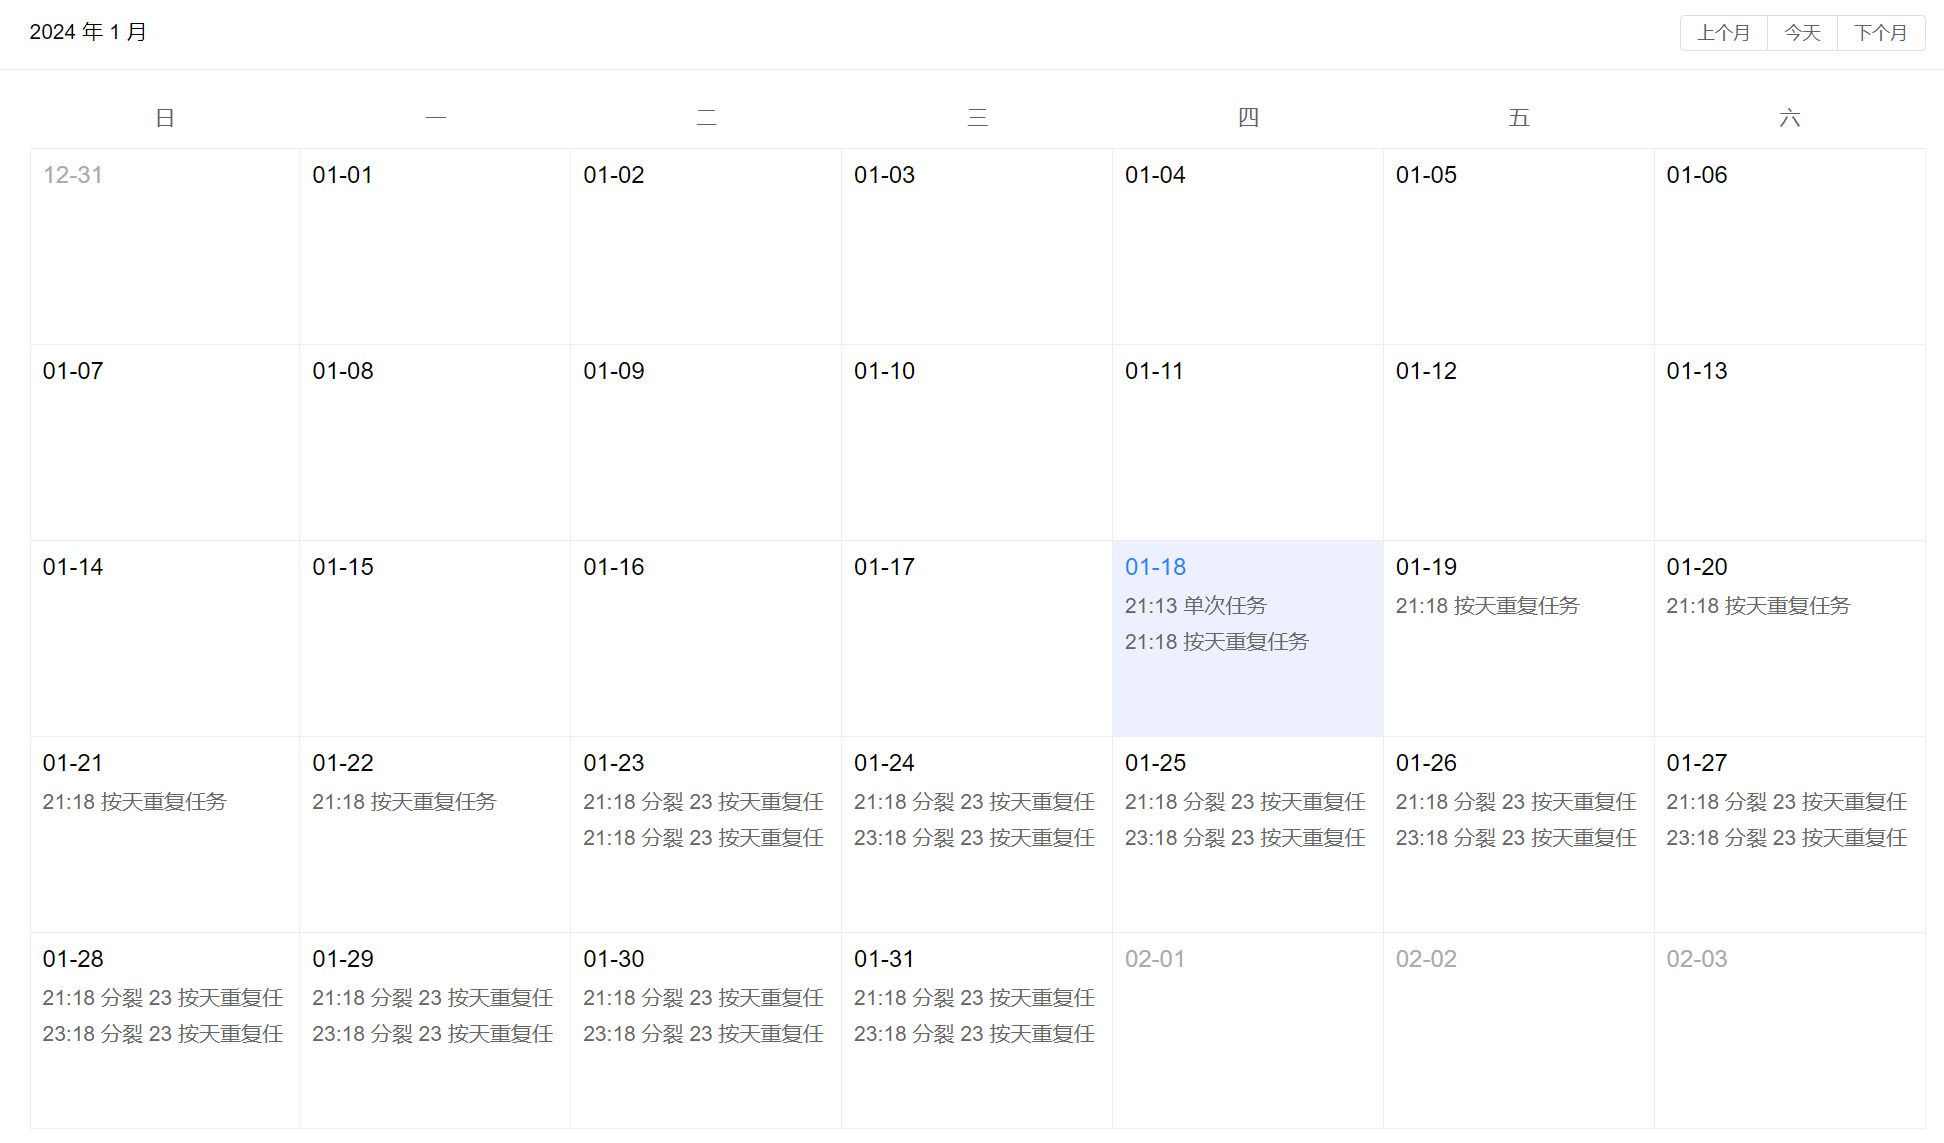 2024 年 1 月
上个月 今天 下个月
日 一 二 三 四 五 六
12-31 01-01 01-02 01-03 01-04 01-05 01-06
01-07 01-08 01-09 01-10 01-11 01-12 01-13
01-14 01-15 01-16 01-17 01-18 01-19 01-20
21:13 单次任务 21:18 按天重复任务 21:18 按天重复任务
21:18 按天重复任务
01-21 01-22 01-23 01-24 01-25 01-26 01-27
21:18 按天重复任务 21:18 按天重复任务 21:18 分裂 23 按天重复任 21:18 分裂 23 按天重复任 21:18 分裂 23 按天重复任 21:18 分裂 23 按天重复任 21:18 分裂 23 按天重复任
21:18 分裂 23 按天重复任 23:18 分裂 23 按天重复任 23:18 分裂 23 按天重复任 23:18 分裂 23 按天重复任 23:18 分裂 23 按天重复任
01-28 01-29 01-30 01-31 02-01 02-02 02-03
21:18 分裂 23 按天重复任 21:18 分裂 23 按天重复任 21:18 分裂 23 按天重复任 21:18 分裂 23 按天重复任
23:18 分裂 23 按天重复任 23:18 分裂 23 按天重复任 23:18 分裂 23 按天重复任 23:18 分裂 23 按天重复任